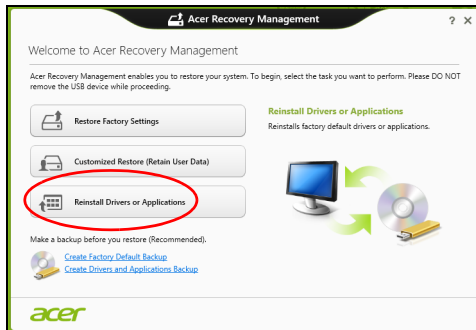 Acer Recovery Management
? X
Welcome to Acer Recovery Management
Acer Recovery Management enables you to restore your system. To begin, select the task you want to perform. Please DO NOT
remove the USB device while proceeding.
Restore Factory Settings
Customized Restore (Retain User Data)
Reinstall Drivers or Applications
Reinstall Drivers or Applications
Reinstalls factory default drivers or applications.
Make a backup before you restore (Recommended).
Create Factory Default Backup
Create Drivers and Applications Backup
acer